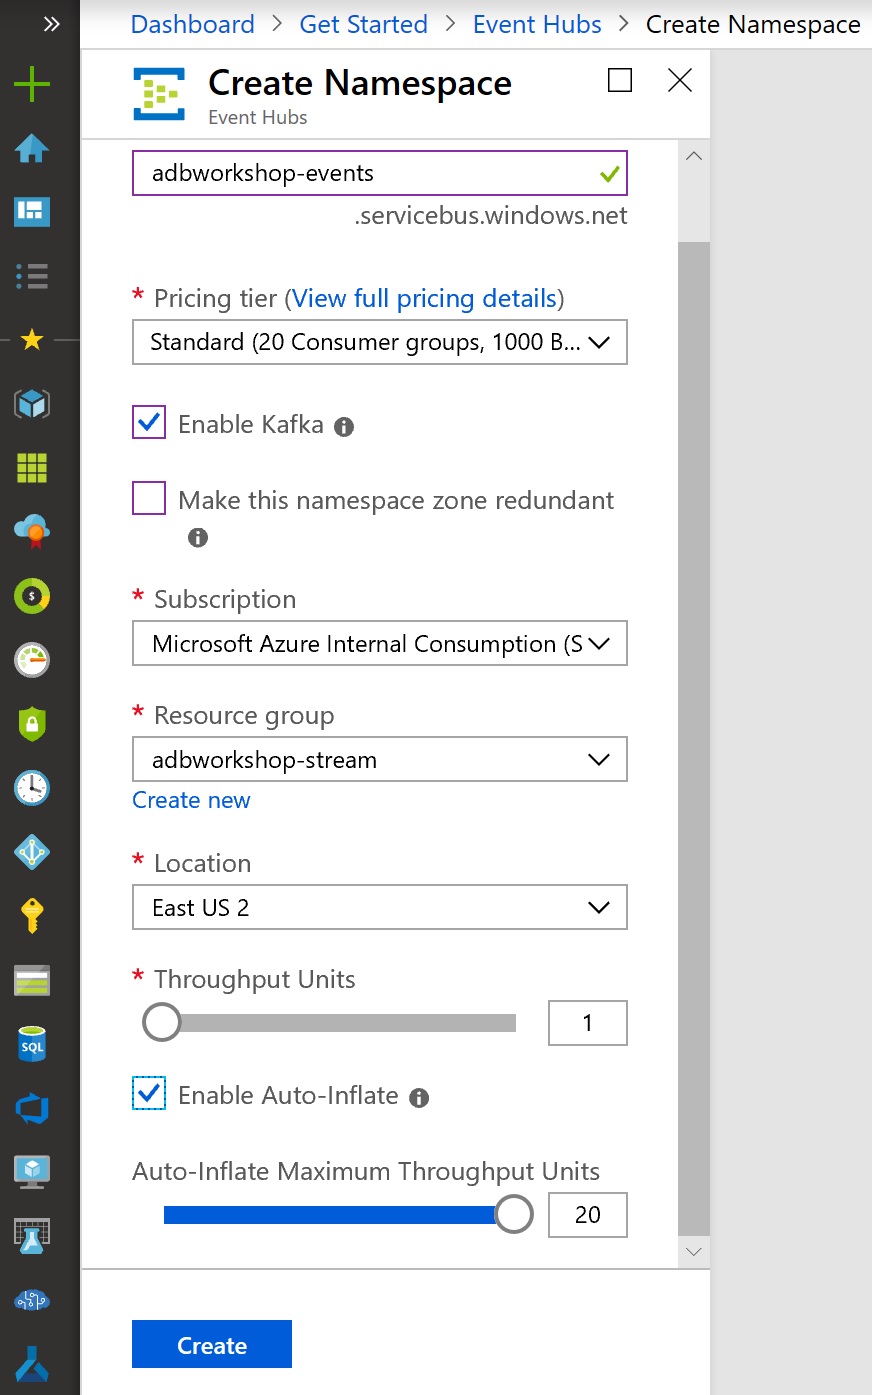 Dashboard > Get Started > Event Hubs > Create Namespace
Create Namespace
Event Hubs
adbworkshop-events
.servicebus.windows.net
* Pricing tier (View full pricing details)
Standard (20 Consumer groups, 1000 B...
Enable Kafka
Make this namespace zone redundant
* Subscription
Microsoft Azure Internal Consumption (S
* Resource group
adbworkshop-stream
Create new
* Location
East US 2
* Throughput Units
1
Enable Auto-Inflate
Auto-Inflate Maximum Throughput Units
20
Create
SQL